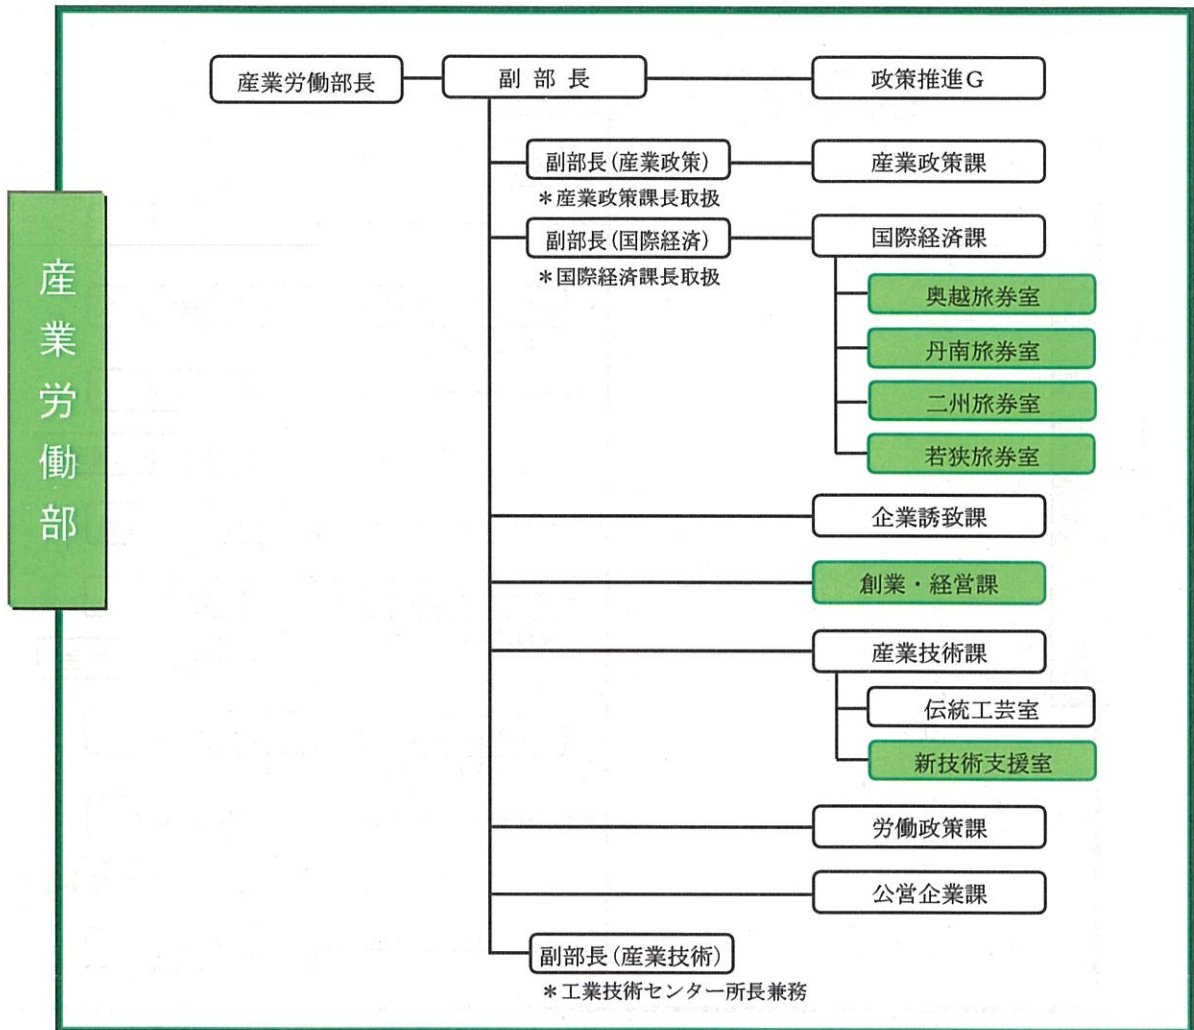 産業労働部
産業労働部長
副部長
政策推進G
副部長(産業政策)
産業政策課
＊産業政策課長取扱
副部長(国際経済)
国際経済課
＊国際経済課長取扱
奥越旅券室
丹南旅券室
二州旅券室
若狭旅券室
企業誘致課
創業・経営課
産業技術課
伝統工芸室
新技術支援室
労働政策課
公営企業課
副部長(産業技術)
＊工業技術センター所長兼務